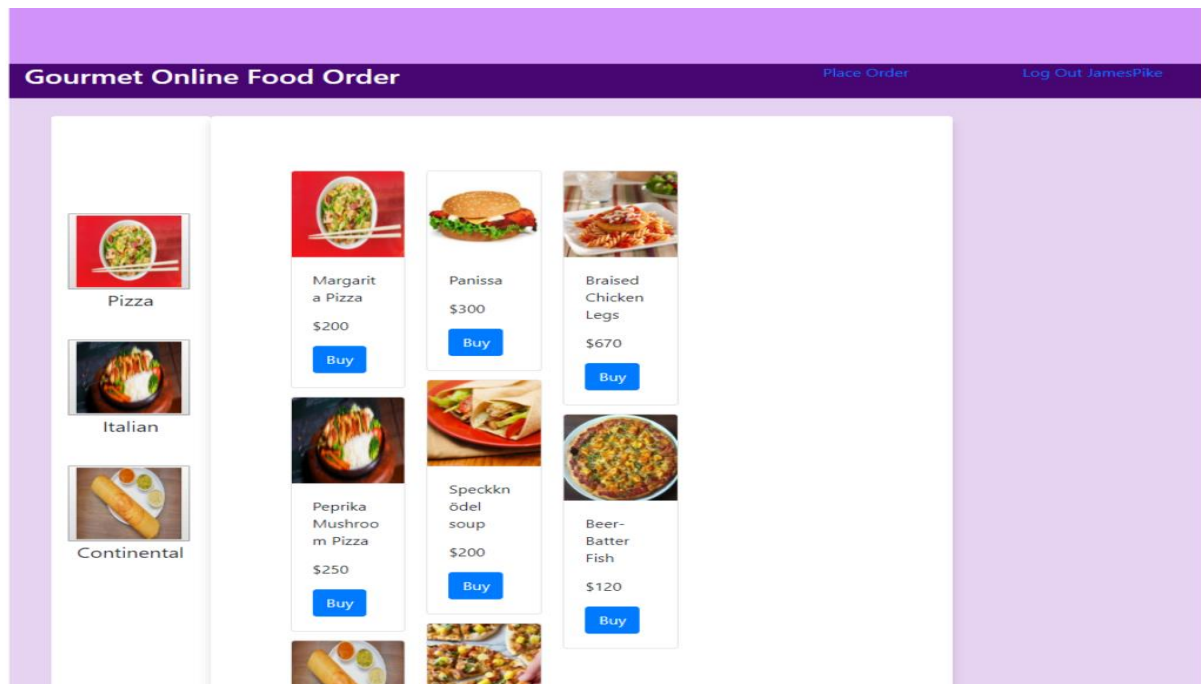 Gourmet Online Food Order
Place Order
Log Out JamesPike
Pizza
Italian
Continental
Margarit
a Pizza
$200
Buy
Peprika
Mushroo
m Pizza
$250
Buy
Panissa
$300
Buy
Speckkn
ödel
soup
$200
Buy
Braised
Chicken
Legs
$670
Buy
Beer-
Batter
Fish
$120
Buy